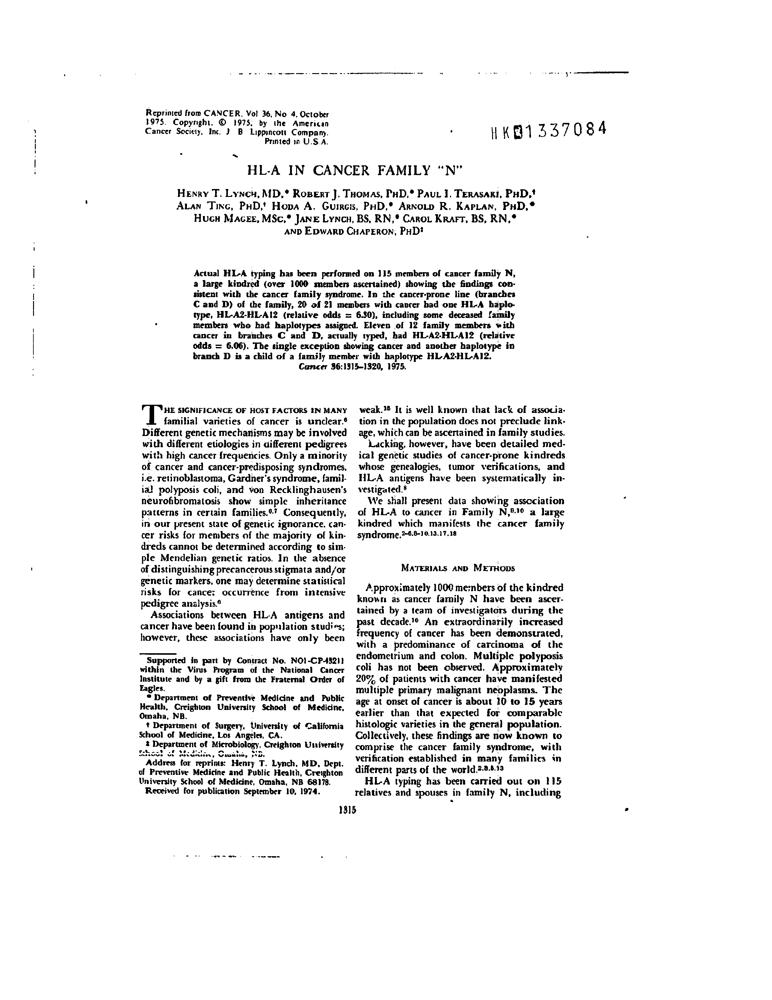 Reprinted from CANCER, Vol 36, No 4, October
1975. Copyright, © 1975, by the American
Cancer Society, Inc. J B Lippincott Company.
Printed in U.S.A.
HK01337084
HL-A IN CANCER FAMILY "N"
HENRY T. LYNCH, MD,* ROBERT J. THOMAS, PHD,* PAUL I. TERASAKI, PHD,†
ALAN TING, PHD,† HODA A. GUIRGIS, PHD,* ARNOLD R. KAPLAN, PHD,*
HUGH MAGEE, MSC,* JANE LYNCH, BS, RN,* CAROL KRAFT, BS, RN,*
AND EDWARD CHAPERON, PHD‡
Actual HL-A typing has been performed on 115 members of cancer family N,
a large kindred (over 1000 members ascertained) showing the findings con-
sistent with the cancer family syndrome. In the cancer-prone line (branches
C and D) of the family, 20 of 21 members with cancer had one HL-A haplo-
type, HL-A2-HL-A12 (relative odds = 6.30), including some deceased family
members who had haplotypes assigned. Eleven of 12 family members with
cancer in branches C and D, actually typed, had HL-A2-HL-A12 (relative
odds = 6.06). The single exception showing cancer and another haplotype in
branch D is a child of a family member with haplotype HL-A2-HL-A12.
Cancer 36:1315–1320, 1975.
THE SIGNIFICANCE OF HOST FACTORS IN MANY
familial varieties of cancer is unclear.⁶
Different genetic mechanisms may be involved
with different etiologies in different pedigrees
with high cancer frequencies. Only a minority
of cancer and cancer-predisposing syndromes,
i.e. retinoblastoma, Gardner's syndrome, famil-
ial polyposis coli, and von Recklinghausen's
neurofibromatosis show simple inheritance
patterns in certain families.⁶,⁷ Consequently,
in our present state of genetic ignorance, can-
cer risks for members of the majority of kin-
dreds cannot be determined according to sim-
ple Mendelian genetic ratios. In the absence
of distinguishing precancerous stigmata and/or
genetic markers, one may determine statistical
risks for cancer occurrence from intensive
pedigree analysis.⁶
Associations between HL-A antigens and
cancer have been found in population studies;
however, these associations have only been
Supported in part by Contract No. NO1-CP-43211
within the Virus Program of the National Cancer
Institute and by a gift from the Fraternal Order of
Eagles.
* Department of Preventive Medicine and Public
Health, Creighton University School of Medicine,
Omaha, NB.
† Department of Surgery, University of California
School of Medicine, Los Angeles, CA.
‡ Department of Microbiology, Creighton University
School of Medicine, Omaha, NB.
Address for reprints: Henry T. Lynch, MD, Dept.
of Preventive Medicine and Public Health, Creighton
University School of Medicine, Omaha, NB 68178.
Received for publication September 10, 1974.
weak.¹⁸ It is well known that lack of associa-
tion in the population does not preclude link-
age, which can be ascertained in family studies.
Lacking, however, have been detailed med-
ical genetic studies of cancer-prone kindreds
whose genealogies, tumor verifications, and
HL-A antigens have been systematically in-
vestigated.⁸
We shall present data showing association
of HL-A to cancer in Family N,⁹,¹⁰ a large
kindred which manifests the cancer family
syndrome.²⁻⁶,⁸⁻¹⁰,¹³,¹⁷,¹⁸
MATERIALS AND METHODS
Approximately 1000 members of the kindred
known as cancer family N have been ascer-
tained by a team of investigators during the
past decade.¹⁰ An extraordinarily increased
frequency of cancer has been demonstrated,
with a predominance of carcinoma of the
endometrium and colon. Multiple polyposis
coli has not been observed. Approximately
20% of patients with cancer have manifested
multiple primary malignant neoplasms. The
age at onset of cancer is about 10 to 15 years
earlier than that expected for comparable
histologic varieties in the general population.
Collectively, these findings are now known to
comprise the cancer family syndrome, with
verification established in many families in
different parts of the world.²,⁸,⁹,¹³
HL-A typing has been carried out on 115
relatives and spouses in family N, including
1315